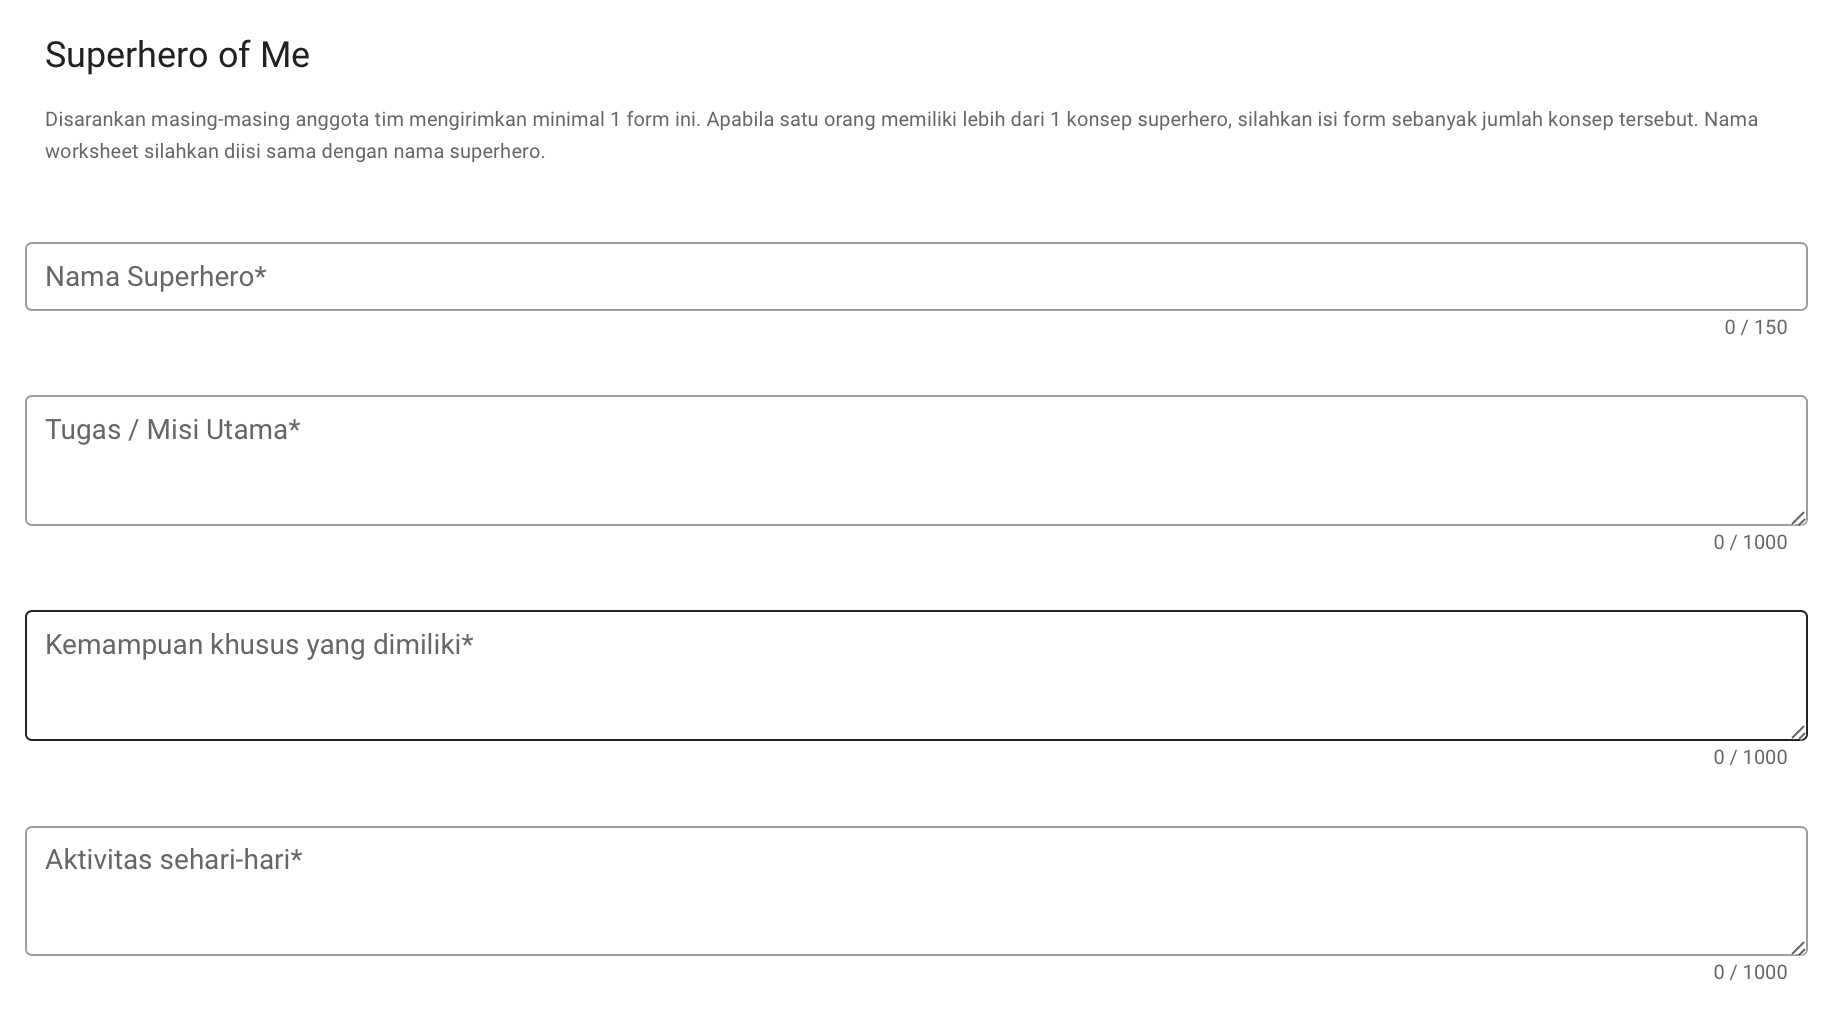 Superhero of Me
Disarankan masing-masing anggota tim mengirimkan minimal 1 form ini. Apabila satu orang memiliki lebih dari 1 konsep superhero, silahkan isi form sebanyak jumlah konsep tersebut. Nama
worksheet silahkan diisi sama dengan nama superhero.
Nama Superhero*
0 / 150
Tugas / Misi Utama*
0 / 1000
Kemampuan khusus yang dimiliki*
0 / 1000
Aktivitas sehari-hari*
0 / 1000